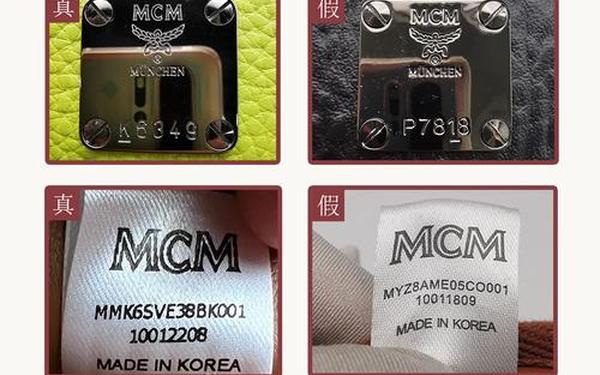 真
MCM
MÜNCHEN
K6349
假
MCM
MÜNCHEN
P7818
真
MCM
MMK6SVE38BK001
10012208
MADE IN KOREA
假
MCM
MYZ8AME05CO001
10011809
MADE IN KOREA